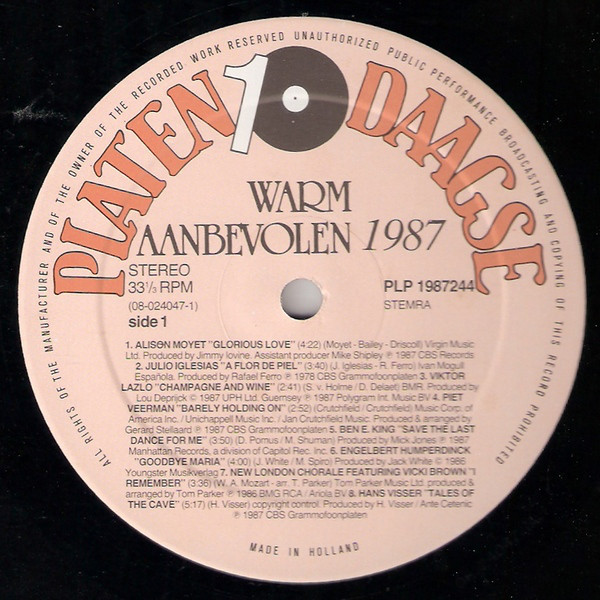 ALL RIGHTS OF THE MANUFACTURER AND OF THE OWNER OF THE RECORDED WORK RESERVED UNAUTHORIZED PUBLIC PERFORMANCE BROADCASTING AND COPYING OF THIS RECORD PROHIBITED
PLATEN 10 DAAGSE
WARM
AANBEVOLEN 1987
STEREO
33⅓ RPM
(08-024047-1)
side 1
PLP 1987244
STEMRA
1. ALISON MOYET "GLORIOUS LOVE" (4:22) (Moyet - Bailey - Driscoll) Virgin Music
Ltd. Produced by Jimmy Iovine. Assistant producer Mike Shipley ℗ 1987 CBS Records
2. JULIO IGLESIAS "A FLOR DE PIEL" (3:40) (J. Iglesias - R. Ferro) Ivan Mogull
Española. Produced by Rafael Ferro ℗ 1978 CBS Grammofoonplaten 3. VIKTOR
LAZLO "CHAMPAGNE AND WINE" (2:41) (S. v. Holme / D. Delaet) BMR. Produced by
Lou Deprijck © 1987 UPH Ltd. Guernsey ℗ 1987 Polygram Int. Music BV 4. PIET
VEERMAN "BARELY HOLDING ON" (2:52) (Crutchfield / Crutchfield) Music Corp. of
America Inc. / Unichappell Music Inc. / Jan Crutchfield Music. Produced & arranged by
Gerard Stellaard ℗ 1987 CBS Grammofoonplaten 5. BEN E. KING "SAVE THE LAST
DANCE FOR ME" (3:50) (D. Pomus / M. Shuman) Produced by Mick Jones ℗ 1987
Manhattan Records, a division of Capitol Rec. Inc. 6. ENGELBERT HUMPERDINCK
"GOODBYE MARIA" (4:00) (J. White / M. Spiro) Produced by Jack White © 1986
Youngster Musikverlag 7. NEW LONDON CHORALE FEATURING VICKI BROWN "I
REMEMBER" (3:36) (W. A. Mozart - arr. T. Parker) Tom Parker Music Ltd. produced &
arranged by Tom Parker ℗ 1986 BMG RCA / Ariola BV 8. HANS VISSER "TALES OF
THE CAVE" (5:17) (H. Visser) copyright control. Produced by H. Visser / Ante Cetenic
℗ 1987 CBS Grammofoonplaten
MADE IN HOLLAND